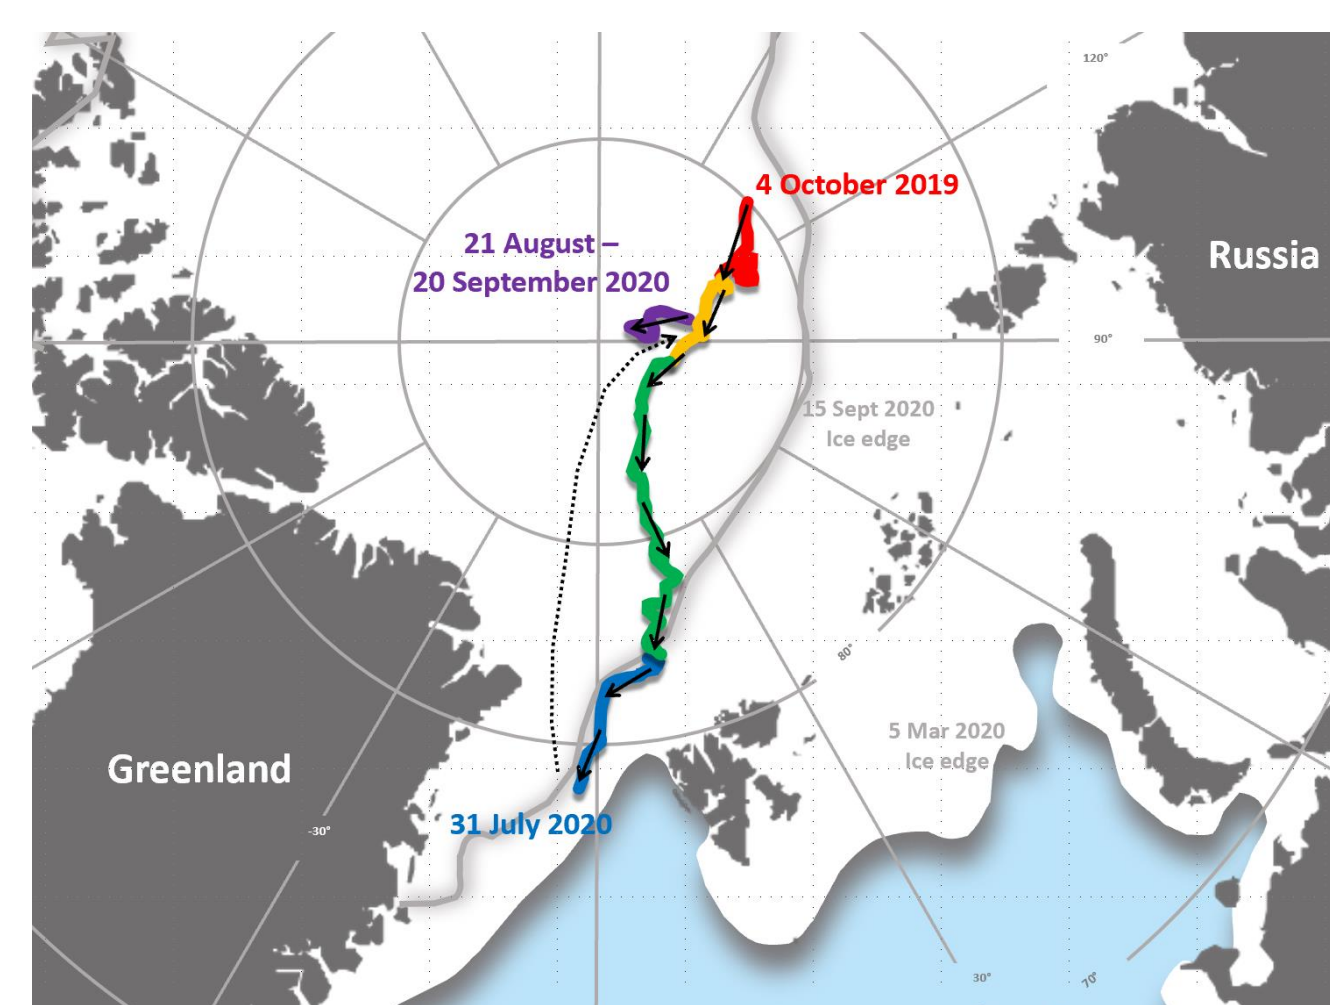 120°
4 October 2019
21 August –
20 September 2020
Russia
90°
15 Sept 2020
Ice edge
80°
5 Mar 2020
Ice edge
Greenland
31 July 2020
-30°
30°
70°